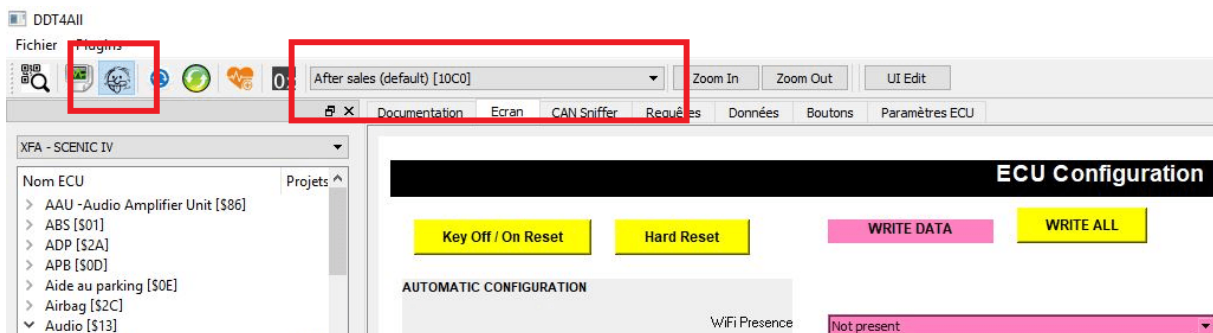 DDT4All
Fichier Plugins
After sales (default) [10C0]
Zoom In
Zoom Out
UI Edit
Documentation
Ecran
CAN Sniffer
Requêtes
Données
Boutons
Paramètres ECU
XFA - SCENIC IV
Nom ECU
Projets
AAU -Audio Amplifier Unit [$86]
ABS [$01]
ADP [$2A]
APB [$0D]
Aide au parking [$0E]
Airbag [$2C]
Audio [$13]
ECU Configuration
Key Off / On Reset
Hard Reset
WRITE DATA
WRITE ALL
AUTOMATIC CONFIGURATION
WiFi Presence
Not present